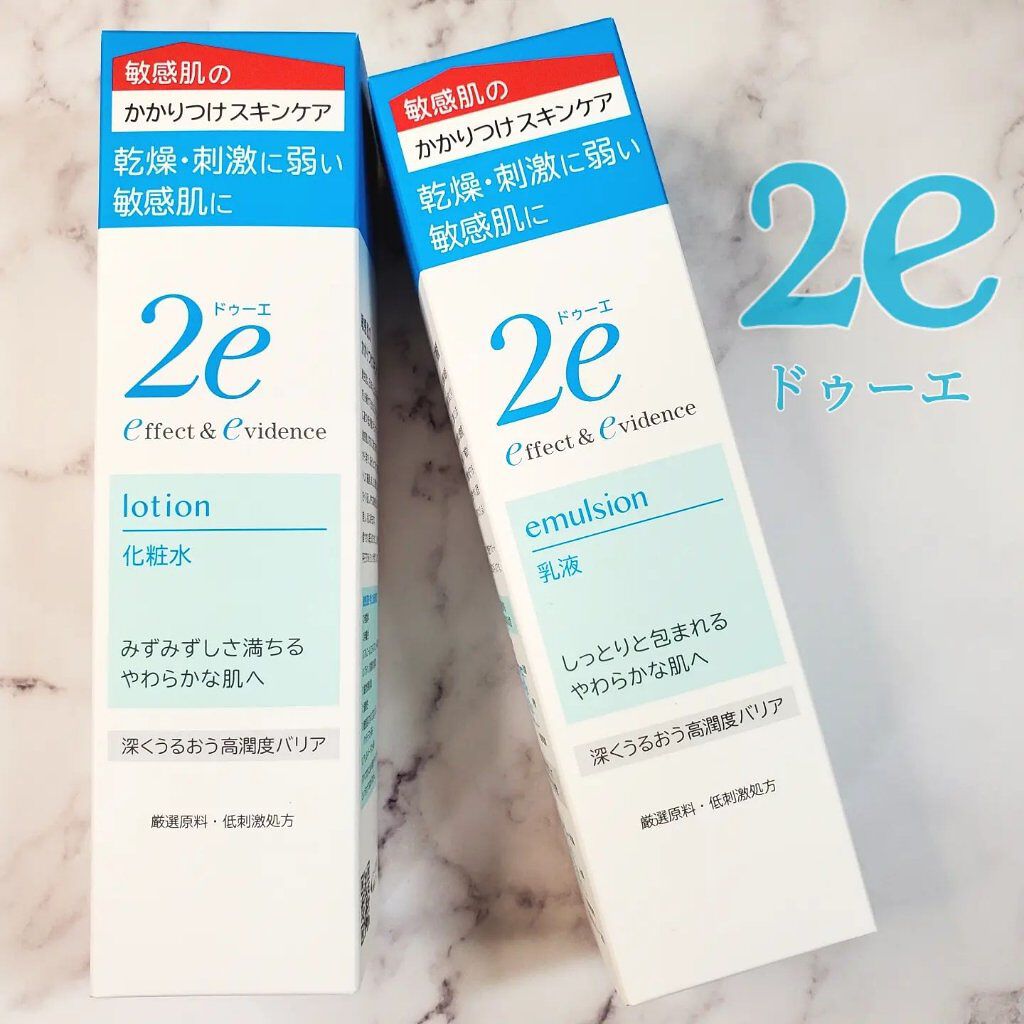 敏感肌の
かかりつけスキンケア
乾燥・刺激に弱い
敏感肌に
2e
ドゥーエ
effect & evidence
lotion
化粧水
みずみずしさ満ちる
やわらかな肌へ
深くうるおう高潤度バリア
厳選原料・低刺激処方
敏感肌の
かかりつけスキンケア
乾燥・刺激に弱い
敏感肌に
2e
ドゥーエ
effect & evidence
emulsion
乳液
しっとりと包まれる
やわらかな肌へ
深くうるおう高潤度バリア
厳選原料・低刺激処方
2e
ドゥーエ